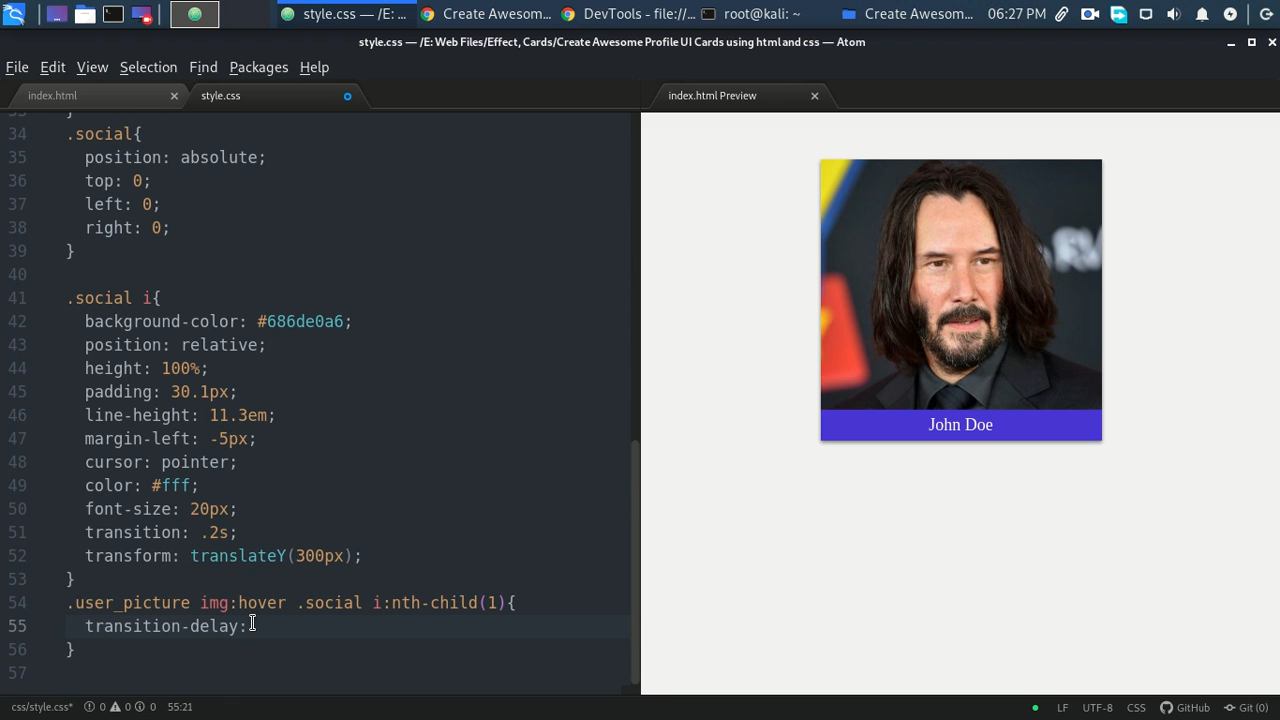 style.css — /E: ...
Create Awesom...
DevTools - file://...
root@kali: ~
Create Awesom...
06:27 PM
style.css — /E: Web Files/Effect, Cards/Create Awesome Profile UI Cards using html and css — Atom
File Edit View Selection Find Packages Help
index.html
style.css
index.html Preview
33 }
34 .social{
35 position: absolute;
36 top: 0;
37 left: 0;
38 right: 0;
39 }
40
41 .social i{
42 background-color: #686de0a6;
43 position: relative;
44 height: 100%;
45 padding: 30.1px;
46 line-height: 11.3em;
47 margin-left: -5px;
48 cursor: pointer;
49 color: #fff;
50 font-size: 20px;
51 transition: .2s;
52 transform: translateY(300px);
53 }
54 .user_picture img:hover .social i:nth-child(1){
55 transition-delay:
56 }
57
John Doe
css/style.css* 0 0 0 55:21
LF UTF-8 CSS GitHub Git (0)